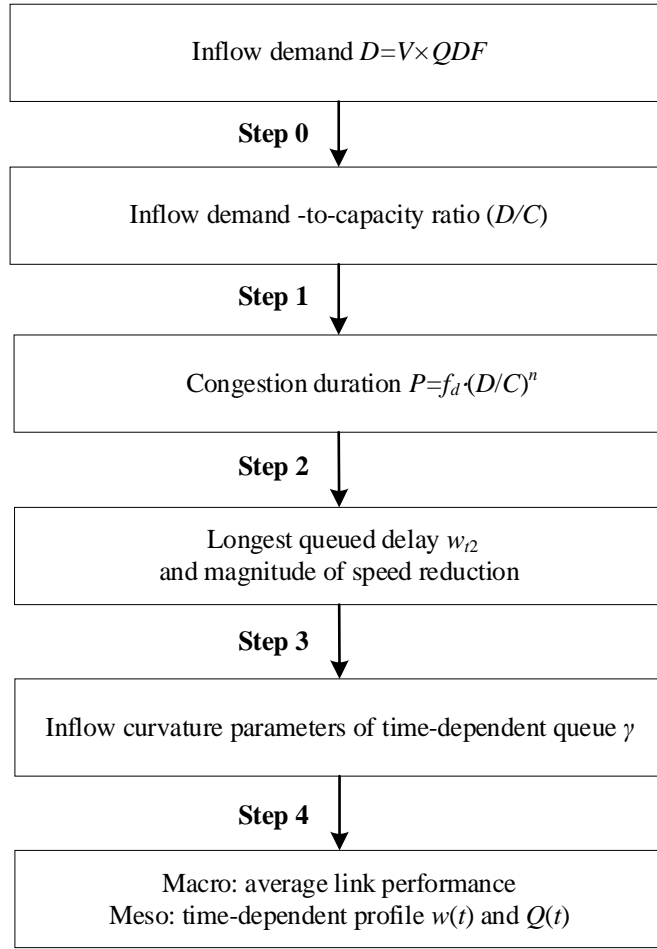 Inflow demand D=V×QDF
Step 0
Inflow demand -to-capacity ratio (D/C)
Step 1
Congestion duration P=f_d·(D/C)^n
Step 2
Longest queued delay w_{t2}
and magnitude of speed reduction
Step 3
Inflow curvature parameters of time-dependent queue γ
Step 4
Macro: average link performance
Meso: time-dependent profile w(t) and Q(t)